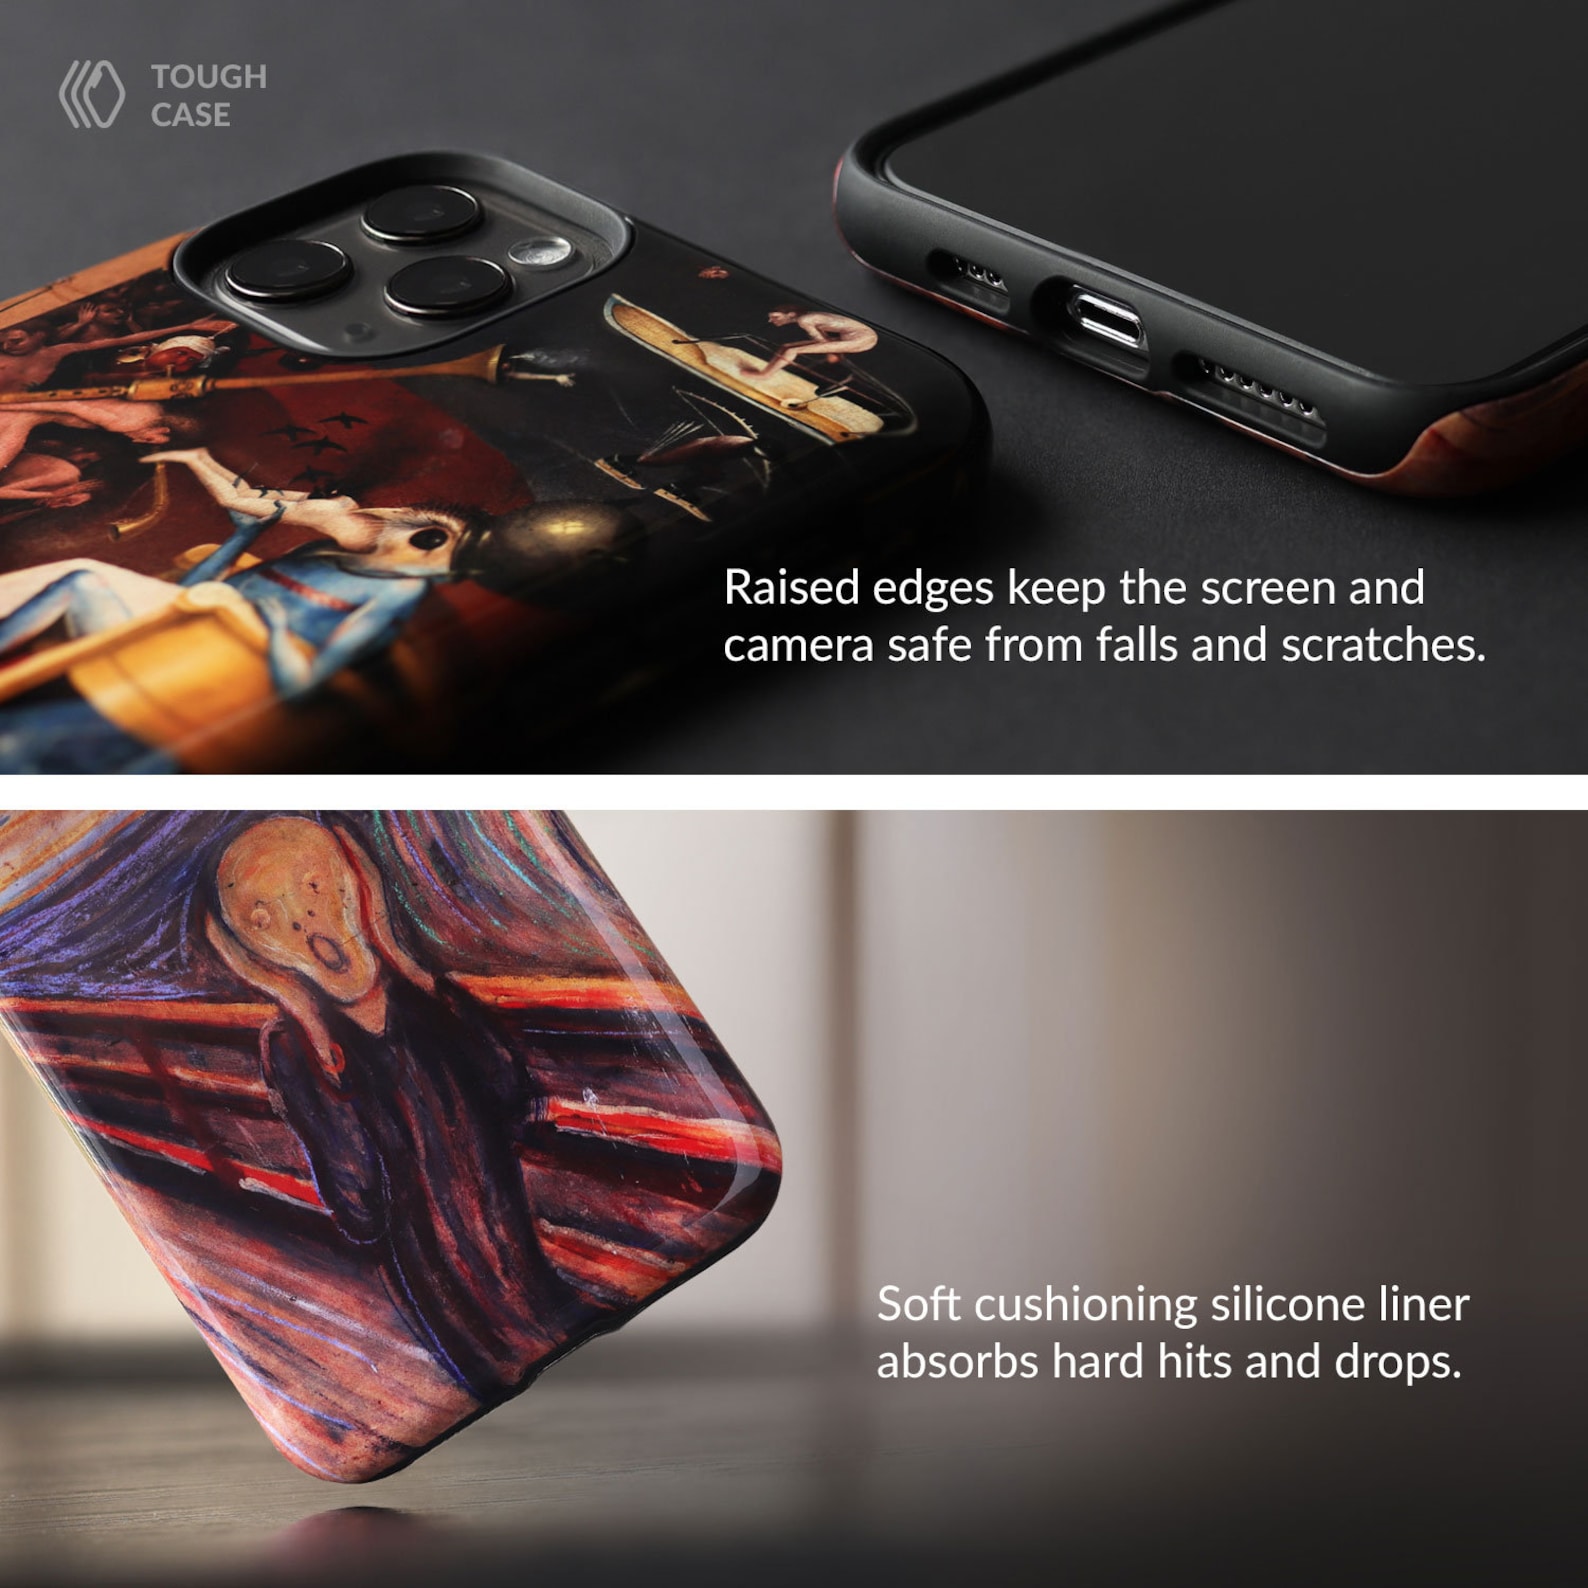 TOUGH
CASE
Raised edges keep the screen and
camera safe from falls and scratches.
Soft cushioning silicone liner
absorbs hard hits and drops.